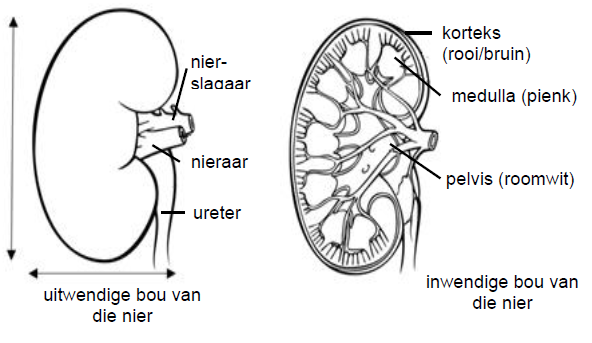 nier-
slagaar
nieraar
ureter
uitwendige bou van
die nier
korteks
(rooi/bruin)
medulla (pienk)
pelvis (roomwit)
inwendige bou van
die nier